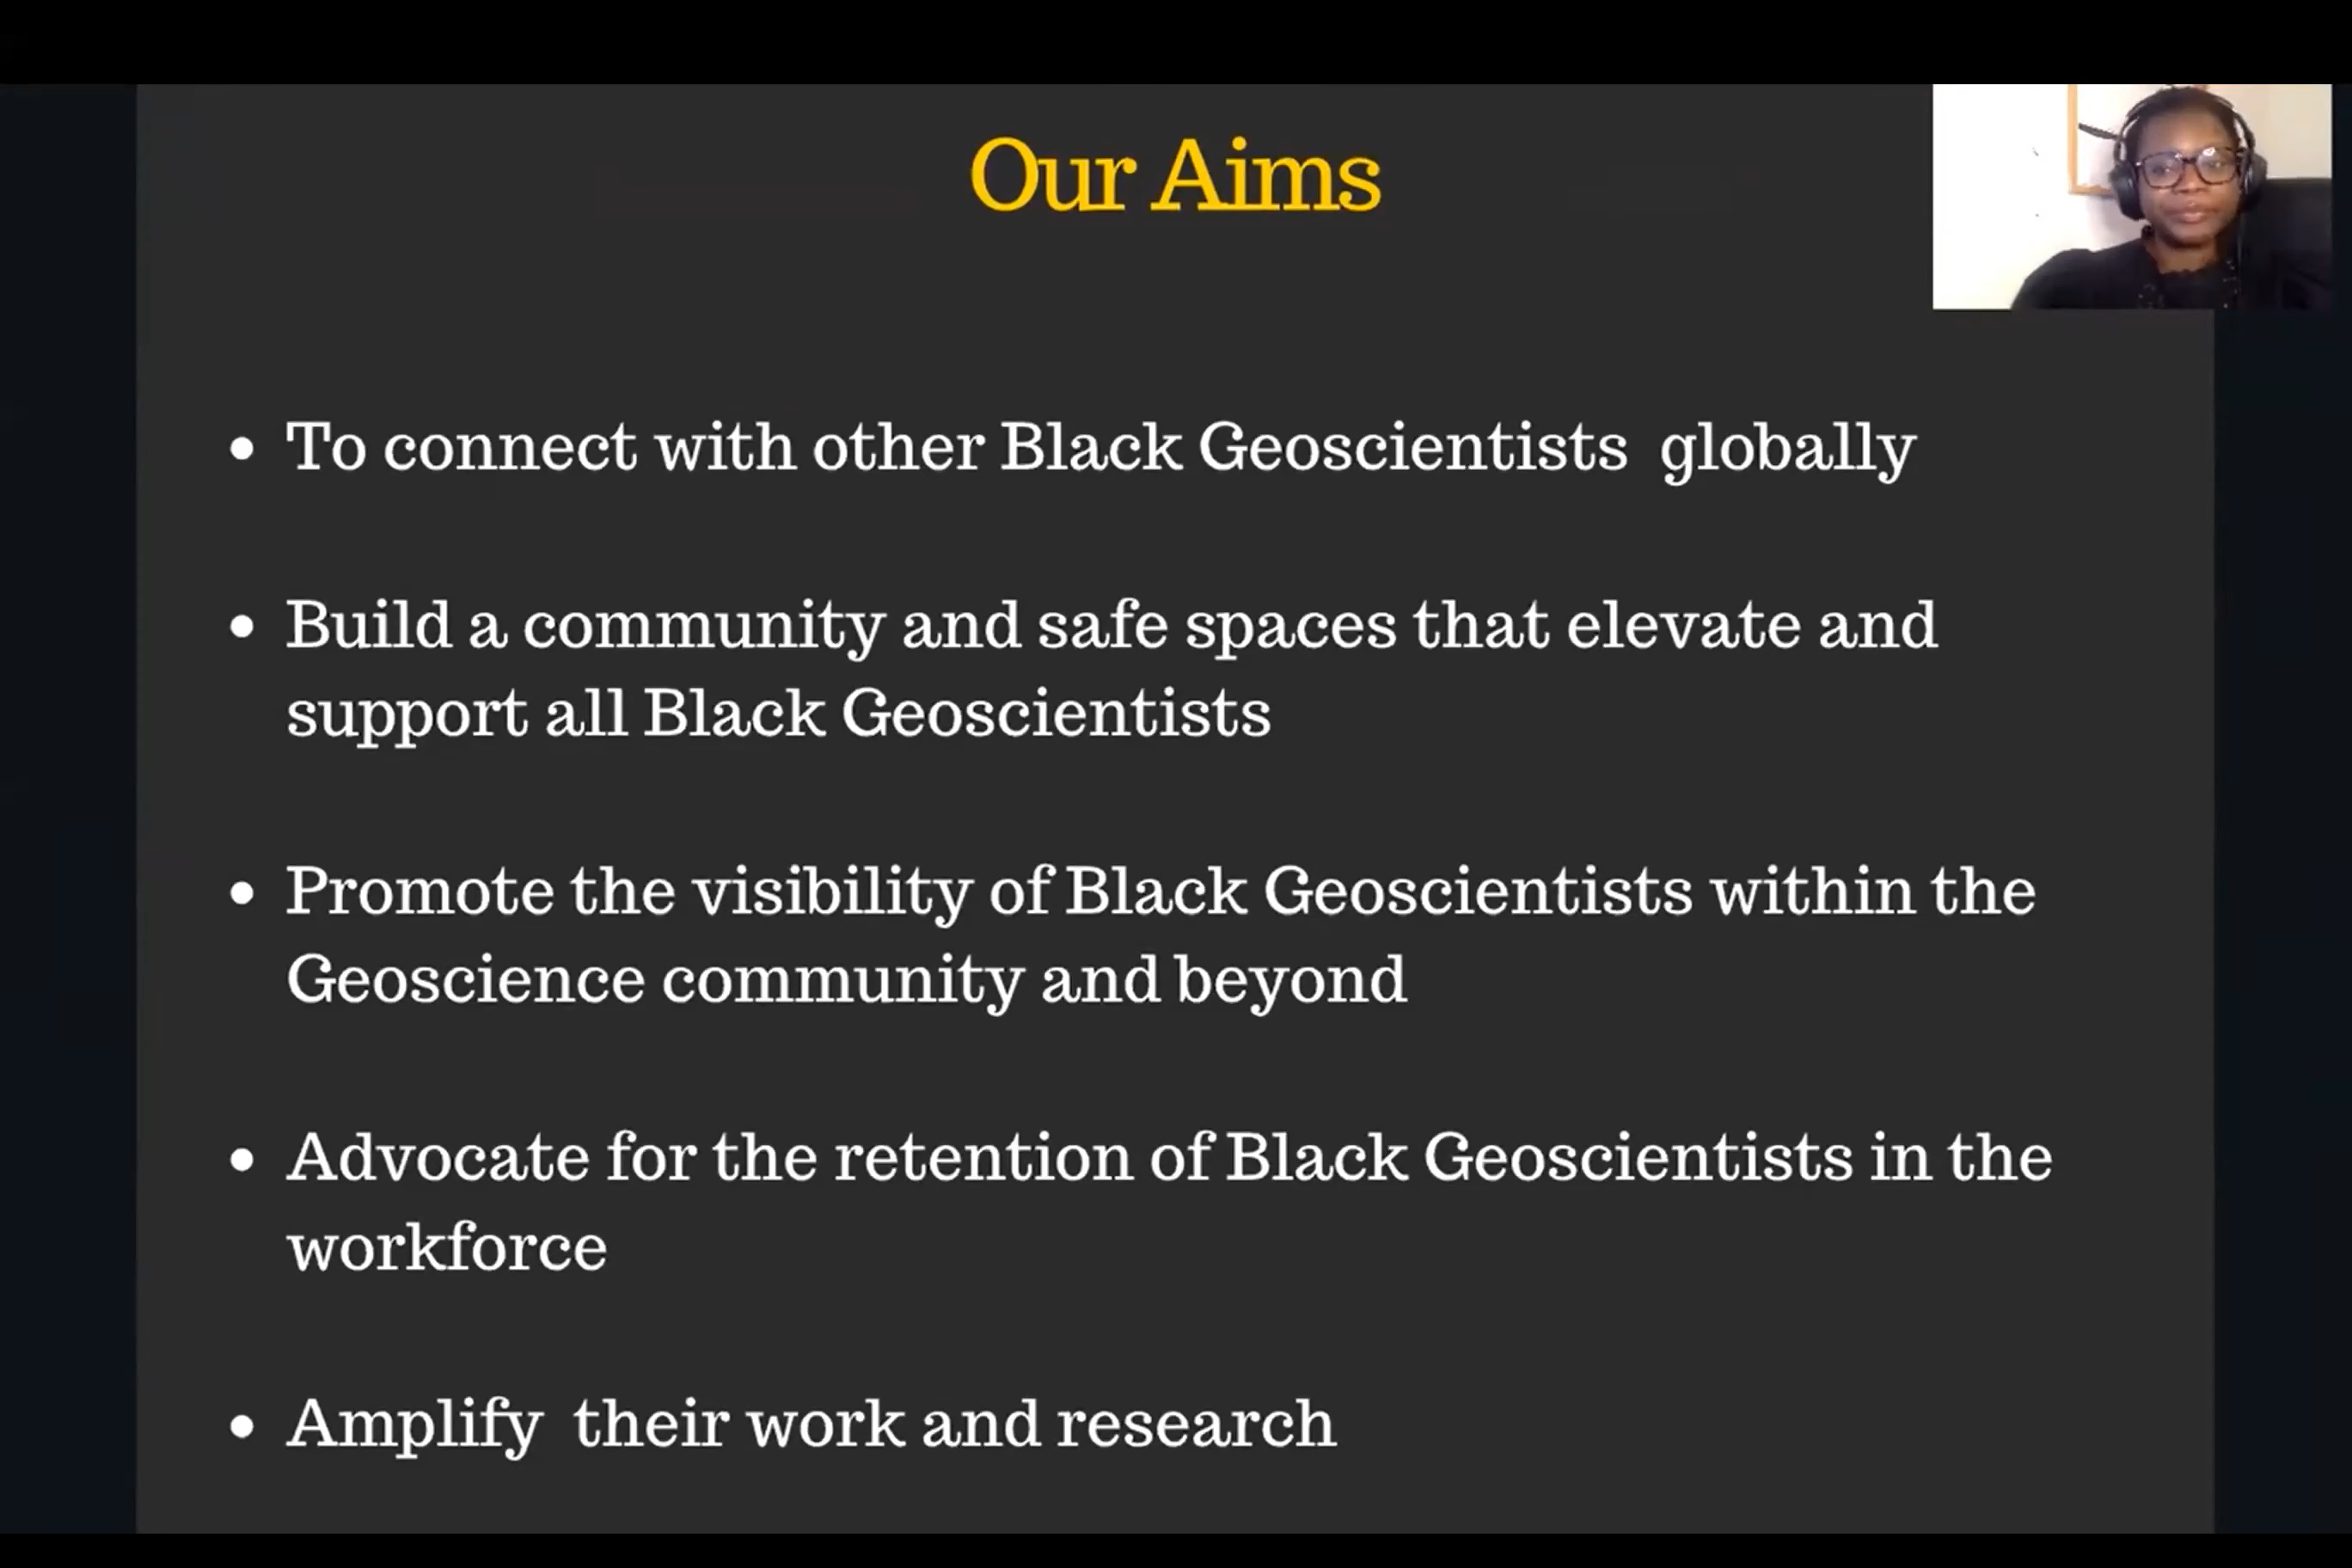 Our Aims
• To connect with other Black Geoscientists  globally
• Build a community and safe spaces that elevate and
support all Black Geoscientists
• Promote the visibility of Black Geoscientists within the
Geoscience community and beyond
• Advocate for the retention of Black Geoscientists in the
workforce
• Amplify  their work and research